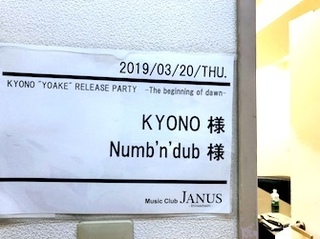 2019/03/20/THU.
KYONO "YOAKE" RELEASE PARTY -The beginning of dawn-
KYONO 様
Numb'n'dub 様
Music Club JANUS